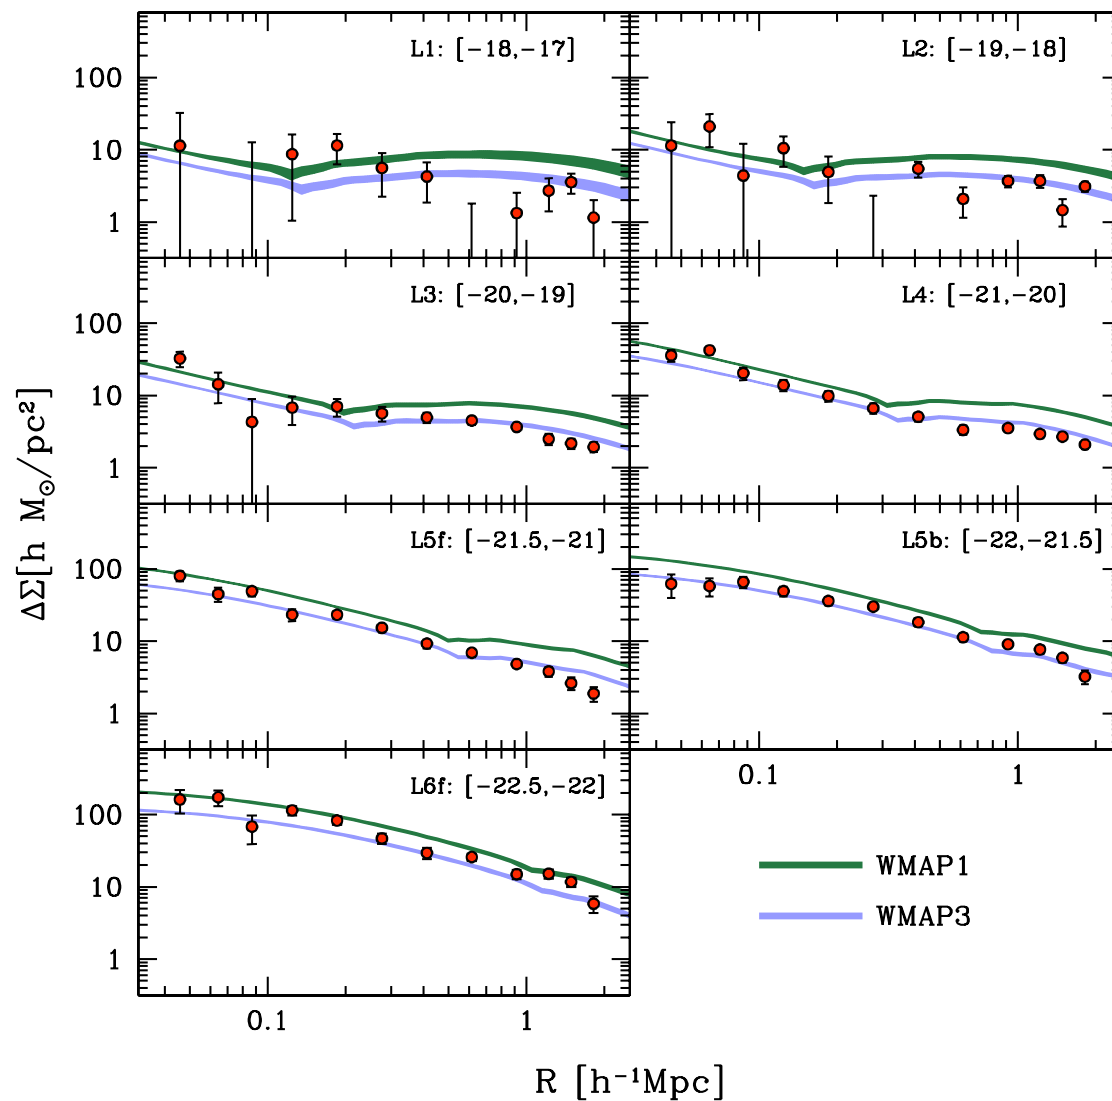 L1: [-18,-17]
L2: [-19,-18]
100
10
1
L3: [-20,-19]
L4: [-21,-20]
100
10
1
L5f: [-21.5,-21]
L5b: [-22,-21.5]
100
10
1
L6f: [-22.5,-22]
100
10
1
0.1 1
0.1 1
WMAP1
WMAP3
ΔΣ[h M⊙/pc²]
R [h⁻¹Mpc]